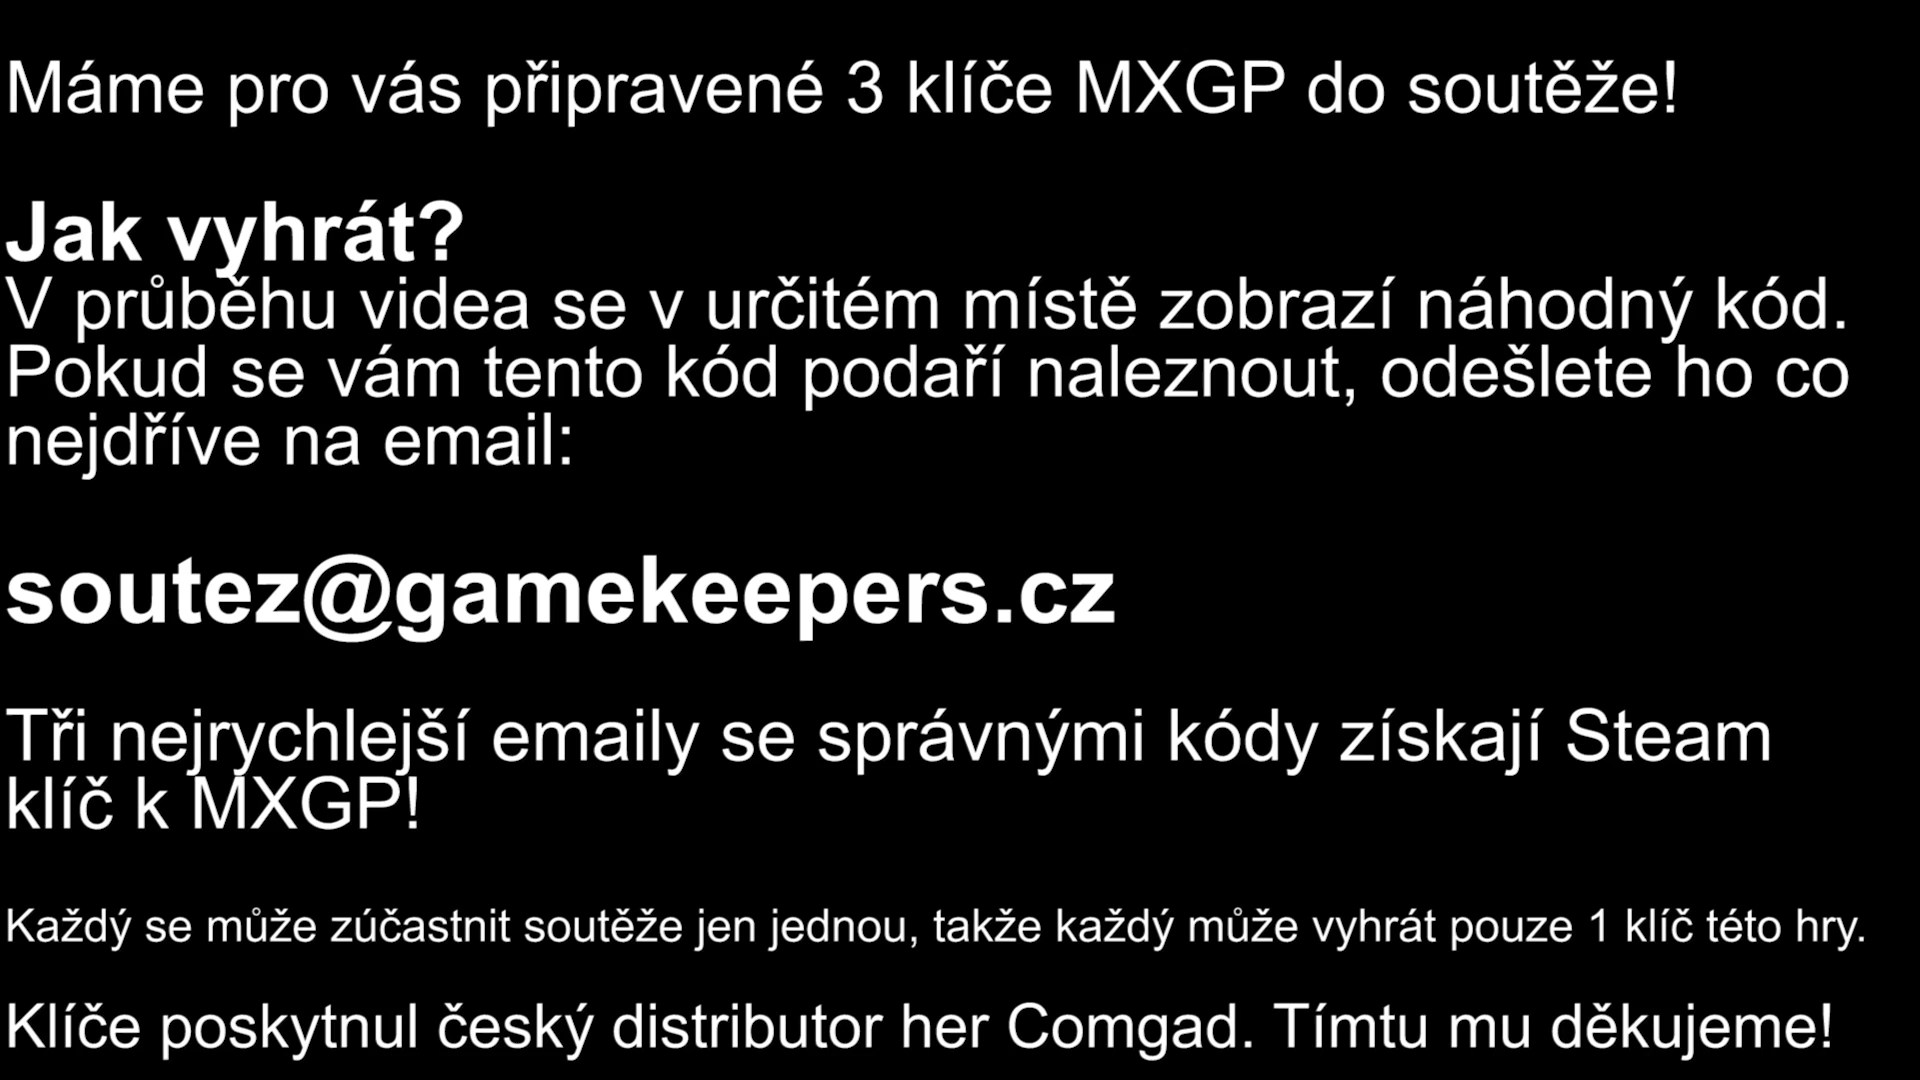 Máme pro vás připravené 3 klíče MXGP do soutěže!
Jak vyhrát?
V průběhu videa se v určitém místě zobrazí náhodný kód.
Pokud se vám tento kód podaří naleznout, odešlete ho co
nejdříve na email:
soutez@gamekeepers.cz
Tři nejrychlejší emaily se správnými kódy získají Steam
klíč k MXGP!
Každý se může zúčastnit soutěže jen jednou, takže každý může vyhrát pouze 1 klíč této hry.
Klíče poskytnul český distributor her Comgad. Tímtu mu děkujeme!